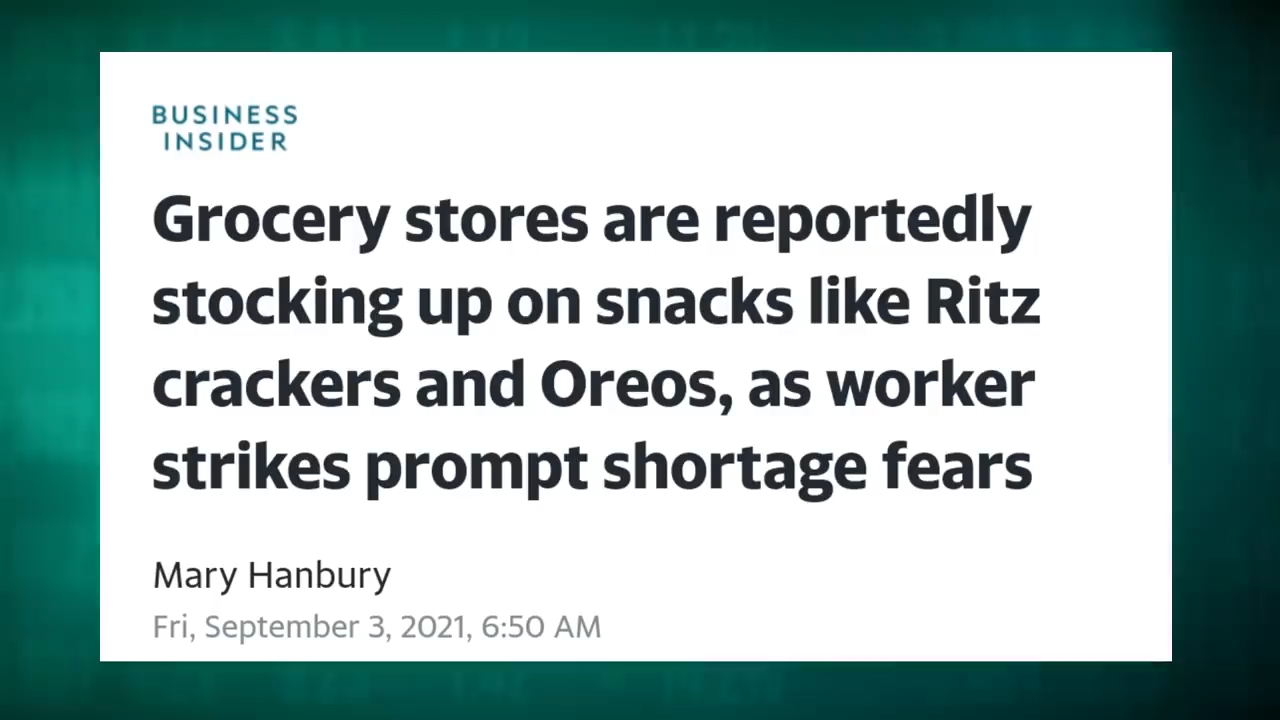 BUSINESS
INSIDER
Grocery stores are reportedly
stocking up on snacks like Ritz
crackers and Oreos, as worker
strikes prompt shortage fears
Mary Hanbury
Fri, September 3, 2021, 6:50 AM